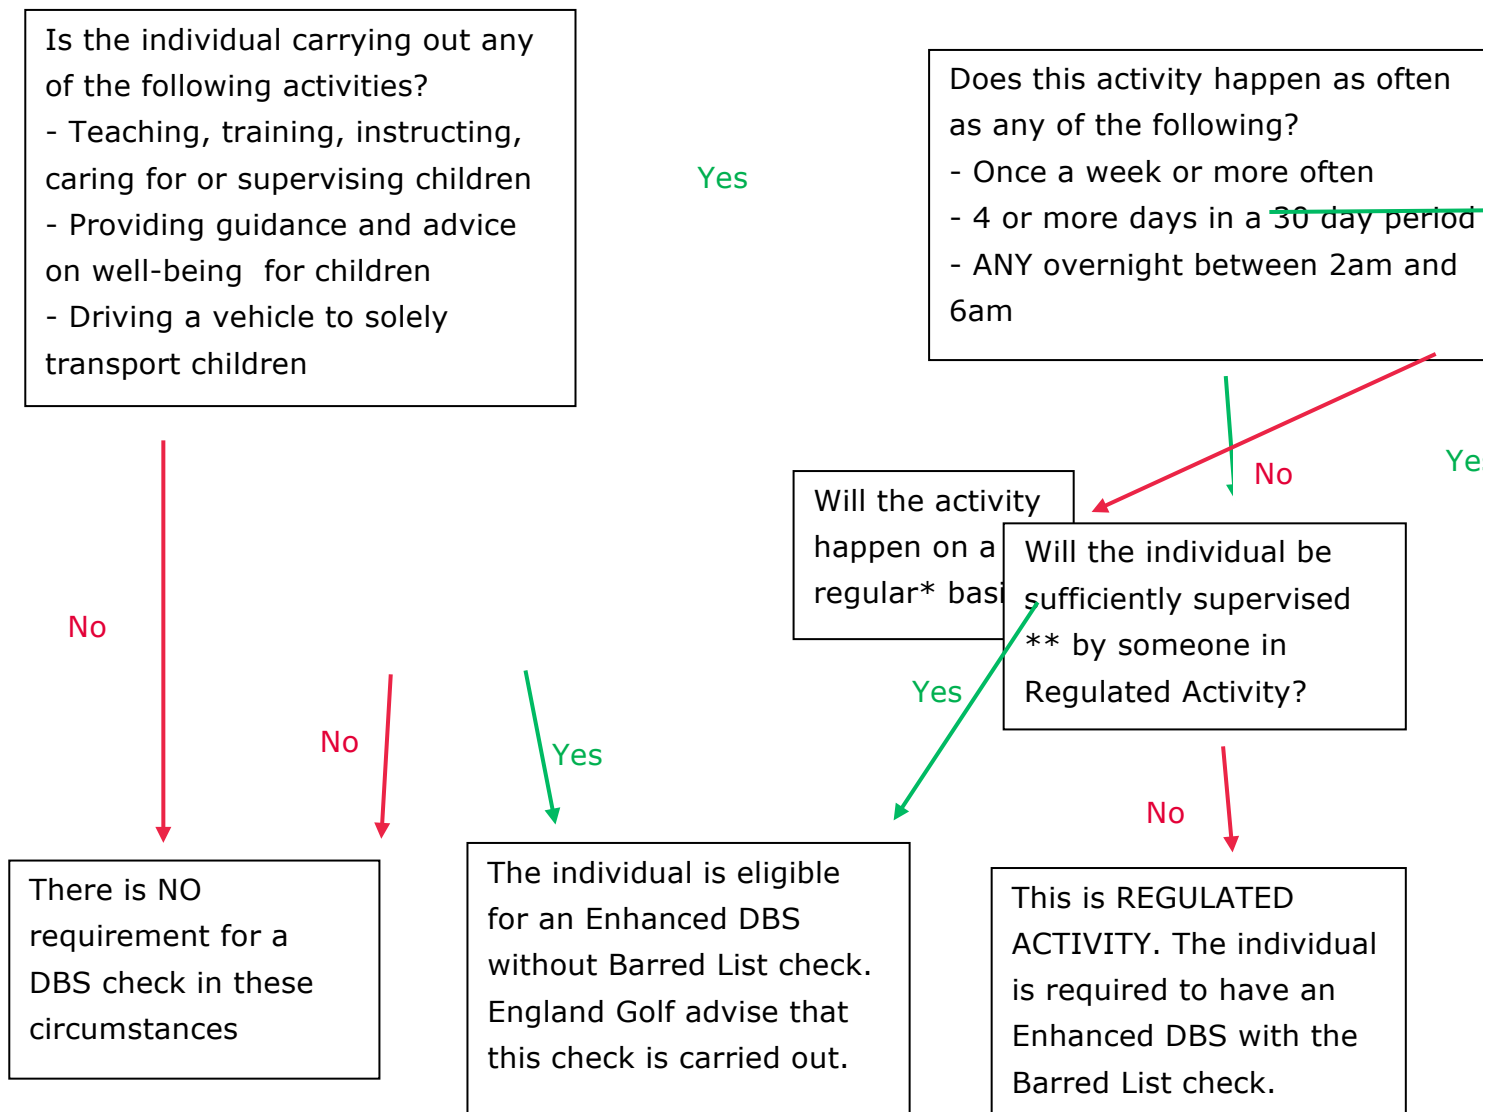 Is the individual carrying out any
of the following activities?
- Teaching, training, instructing,
caring for or supervising children
- Providing guidance and advice
on well-being  for children
- Driving a vehicle to solely
transport children
Yes
Does this activity happen as often
as any of the following?
- Once a week or more often
- 4 or more days in a 30 day period
- ANY overnight between 2am and
6am
No
Will the activity
happen on a
regular* basi
Will the individual be
sufficiently supervised
** by someone in
Regulated Activity?
No
Yes
No
Yes
No
There is NO
requirement for a
DBS check in these
circumstances
The individual is eligible
for an Enhanced DBS
without Barred List check.
England Golf advise that
this check is carried out.
This is REGULATED
ACTIVITY. The individual
is required to have an
Enhanced DBS with the
Barred List check.